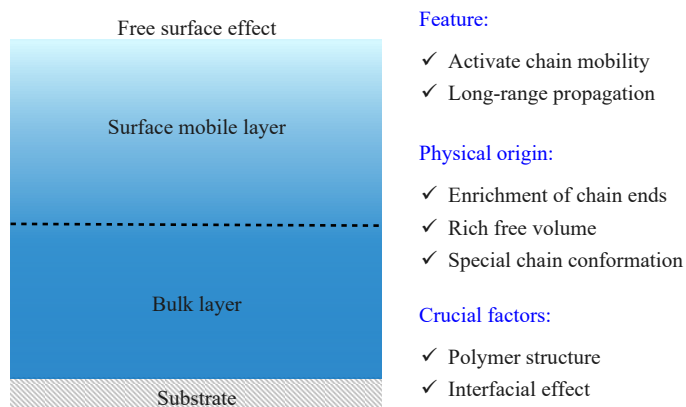 Free surface effect
Surface mobile layer
Bulk layer
Substrate
Feature:
✓ Activate chain mobility
✓ Long-range propagation
Physical origin:
✓ Enrichment of chain ends
✓ Rich free volume
✓ Special chain conformation
Crucial factors:
✓ Polymer structure
✓ Interfacial effect